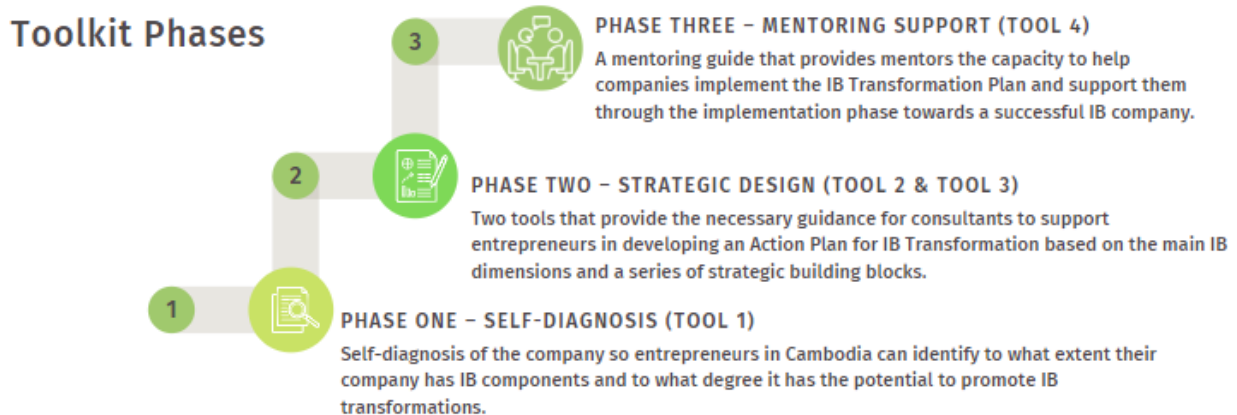 Toolkit Phases
3
PHASE THREE – MENTORING SUPPORT (TOOL 4)
A mentoring guide that provides mentors the capacity to help
companies implement the IB Transformation Plan and support them
through the implementation phase towards a successful IB company.
2
PHASE TWO – STRATEGIC DESIGN (TOOL 2 & TOOL 3)
Two tools that provide the necessary guidance for consultants to support
entrepreneurs in developing an Action Plan for IB Transformation based on the main IB
dimensions and a series of strategic building blocks.
1
PHASE ONE – SELF-DIAGNOSIS (TOOL 1)
Self-diagnosis of the company so entrepreneurs in Cambodia can identify to what extent their
company has IB components and to what degree it has the potential to promote IB
transformations.